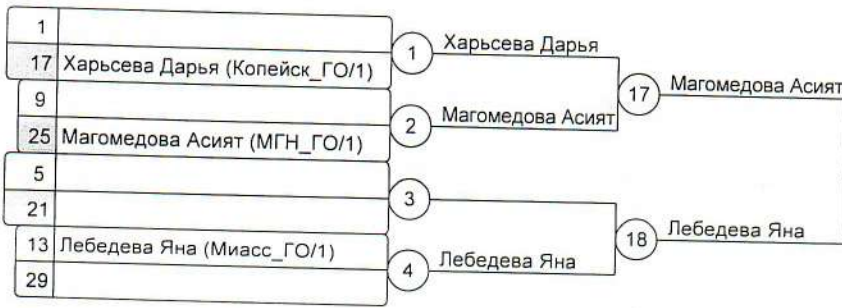 1
17 Харьсева Дарья (Копейск_ГО/1)
1
Харьсева Дарья
9
25 Магомедова Асият (МГН_ГО/1)
2
Магомедова Асият
17
Магомедова Асият
5
21
3
13 Лебедева Яна (Миасс_ГО/1)
29
4
Лебедева Яна
18
Лебедева Яна